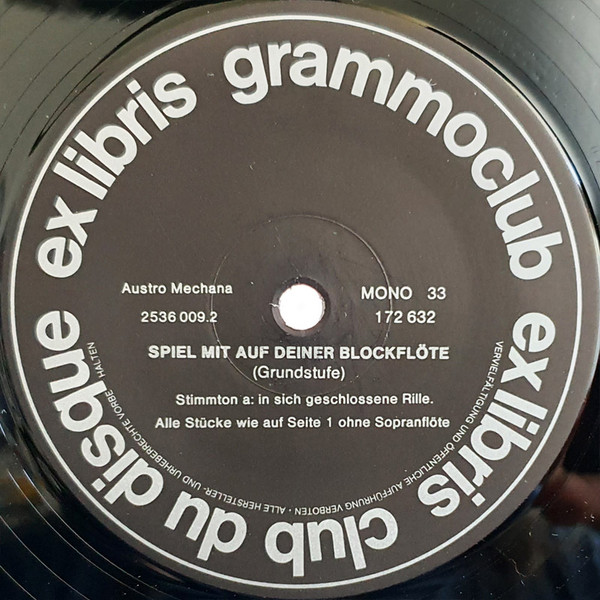 ex libris grammoclub
ex libris club du disque
Austro Mechana
2536 009.2
MONO 33
172 632
SPIEL MIT AUF DEINER BLOCKFLÖTE
(Grundstufe)
Stimmton a: in sich geschlossene Rille.
Alle Stücke wie auf Seite 1 ohne Sopranflöte
VERVIELFÄLTIGUNG UND ÖFFENTLICHE AUFFÜHRUNG VERBOTEN • ALLE HERSTELLER- UND URHEBERRECHTE VORBEHALTEN